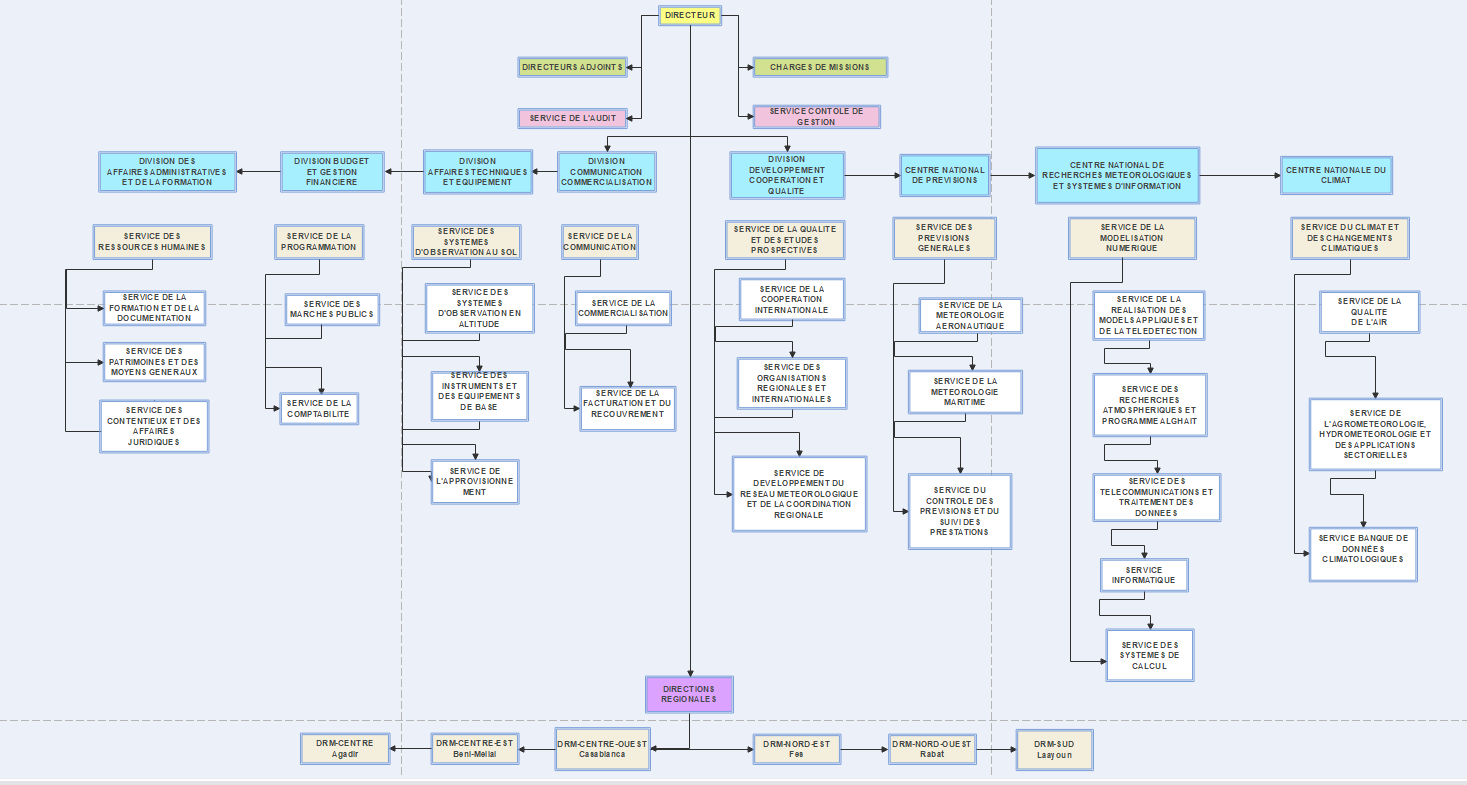 DIRECTEUR
DIRECTEURS ADJOINTS
CHARGES DE MISSIONS
SERVICE DE L'AUDIT
SERVICE CONTOLE DE
GESTION
DIVISION DES
AFFAIRES ADMINISTRATIVES
ET DE LA FORMATION
DIVISION BUDGET
ET GESTION
FINANCIERE
DIVISION
AFFAIRES TECHNIQUES
ET EQUIPEMENT
DIVISION
COMMUNICATION
COMMERCIALISATION
DIVISION
DEVELOPPEMENT
COOPERATION ET
QUALITE
CENTRE NATIONAL
DE PREVISIONS
CENTRE NATIONAL DE
RECHERCHES METEOROLOGIQUES
ET SYSTEMES D'INFORMATION
CENTRE NATIONALE DU
CLIMAT
SERVICE DES
RESSOURCES HUMAINES
SERVICE DE LA
PROGRAMMATION
SERVICE DES
SYSTEMES
D'OBSERVATION AU SOL
SERVICE DE LA
COMMUNICATION
SERVICE DE LA QUALITE
ET DES ETUDES
PROSPECTIVES
SERVICE DES
PREVISIONS
GENERALES
SERVICE DE LA
MODELISATION
NUMERIQUE
SERVICE DU CLIMAT ET
DES CHANGEMENTS
CLIMATIQUES
SERVICE DE LA
FORMATION ET DE LA
DOCUMENTATION
SERVICE DES
MARCHES PUBLICS
SERVICE DES
SYSTEMES
D'OBSERVATION EN
ALTITUDE
SERVICE DE LA
COMMERCIALISATION
SERVICE DE LA
COOPERATION
INTERNATIONALE
SERVICE DE LA
METEOROLOGIE
AERONAUTIQUE
SERVICE DE LA
REALISATION DES
MODELS APPLIQUES ET
DE LA TELEDETECTION
SERVICE DE LA
QUALITE
DE L'AIR
SERVICE DES
PATRIMOINES ET DES
MOYENS GENERAUX
SERVICE DE LA
COMPTABILITE
SERVICE DES
INSTRUMENTS ET
DES EQUIPEMENTS
DE BASE
SERVICE DE LA
FACTURATION ET DU
RECOUVREMENT
SERVICE DES
ORGANISATIONS
REGIONALES ET
INTERNATIONALES
SERVICE DE LA
METEOROLOGIE
MARITIME
SERVICE DES
RECHERCHES
ATMOSPHERIQUES ET
PROGRAMME ALGHAIT
SERVICE DE
L'AGROMETEOROLOGIE,
HYDROMETEOROLOGIE ET
DES APPLICATIONS
SECTORIELLES
SERVICE DES
CONTENTIEUX ET DES
AFFAIRES
JURIDIQUES
SERVICE DE
L'APPROVISIONNE
MENT
SERVICE DE
DEVELOPPEMENT DU
RESEAU METEOROLOGIQUE
ET DE LA COORDINATION
REGIONALE
SERVICE DU
CONTROLE DES
PREVISIONS ET DU
SUIVI DES
PRESTATIONS
SERVICE DES
TELECOMMUNICATIONS ET
TRAITEMENT DES
DONNEES
SERVICE BANQUE DE
DONNÉES
CLIMATOLOGIQUES
SERVICE
INFORMATIQUE
SERVICE DES
SYSTEMES DE
CALCUL
DIRECTIONS
REGIONALES
DRM-CENTRE
Agadir
DRM-CENTRE-EST
Beni-Mellal
DRM-CENTRE-OUEST
Casablanca
DRM-NORD-EST
Fes
DRM-NORD-OUEST
Rabat
DRM-SUD
Laayoun